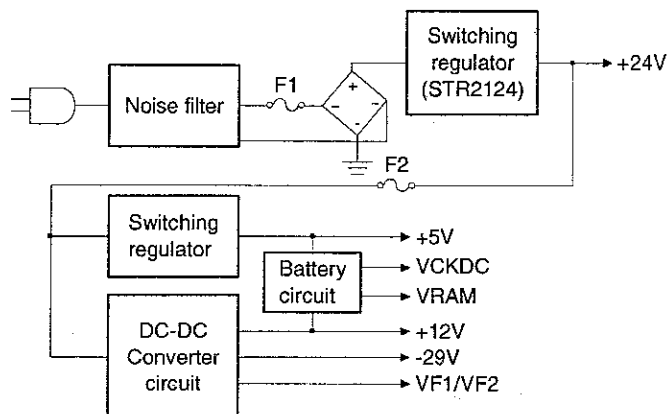 Switching
regulator
(STR2124)
+24V
Noise filter
F1
+
-
-
-
F2
Switching
regulator
+5V
Battery
circuit
VCKDC
VRAM
DC-DC
Converter
circuit
+12V
-29V
VF1/VF2